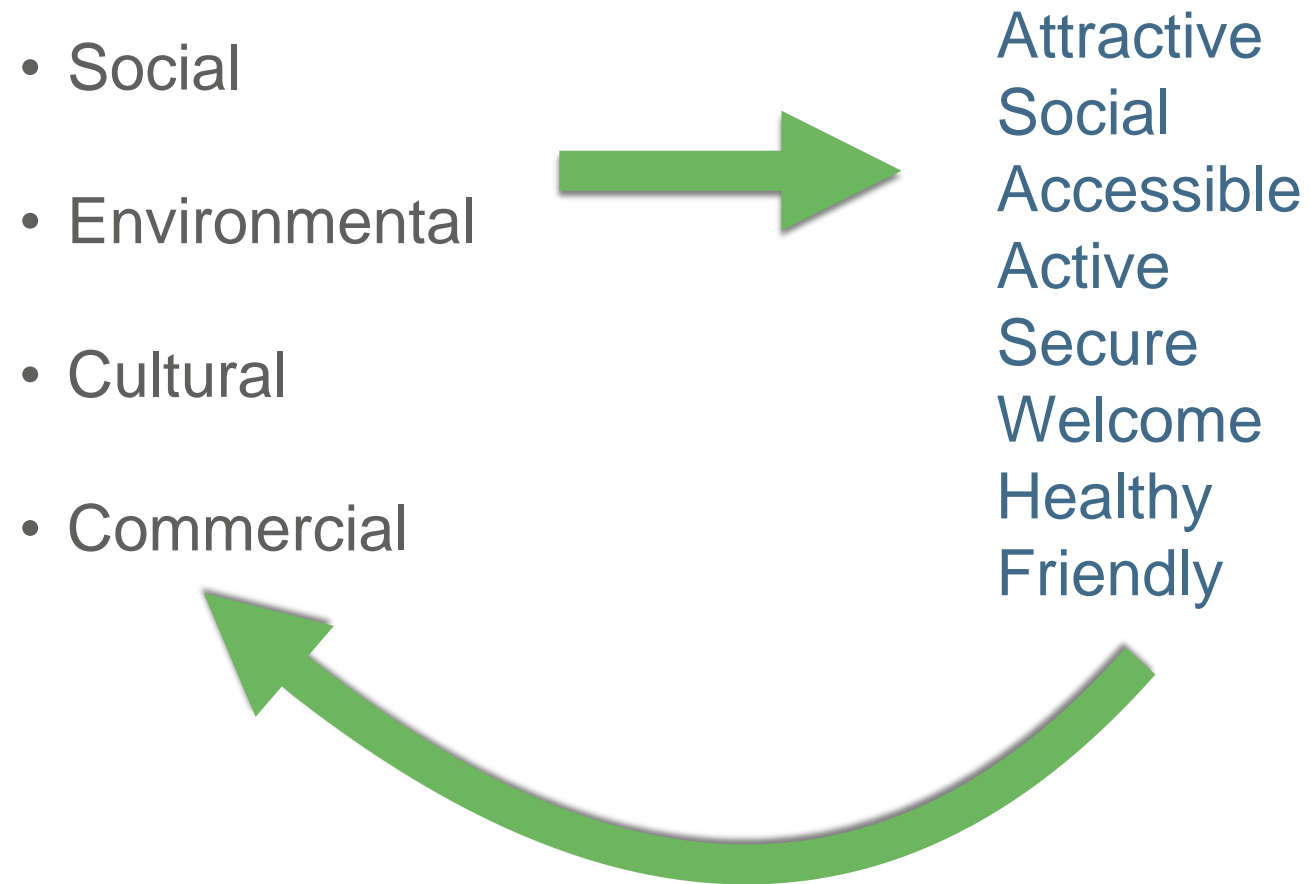 • Social
• Environmental
• Cultural
• Commercial
Attractive
Social
Accessible
Active
Secure
Welcome
Healthy
Friendly